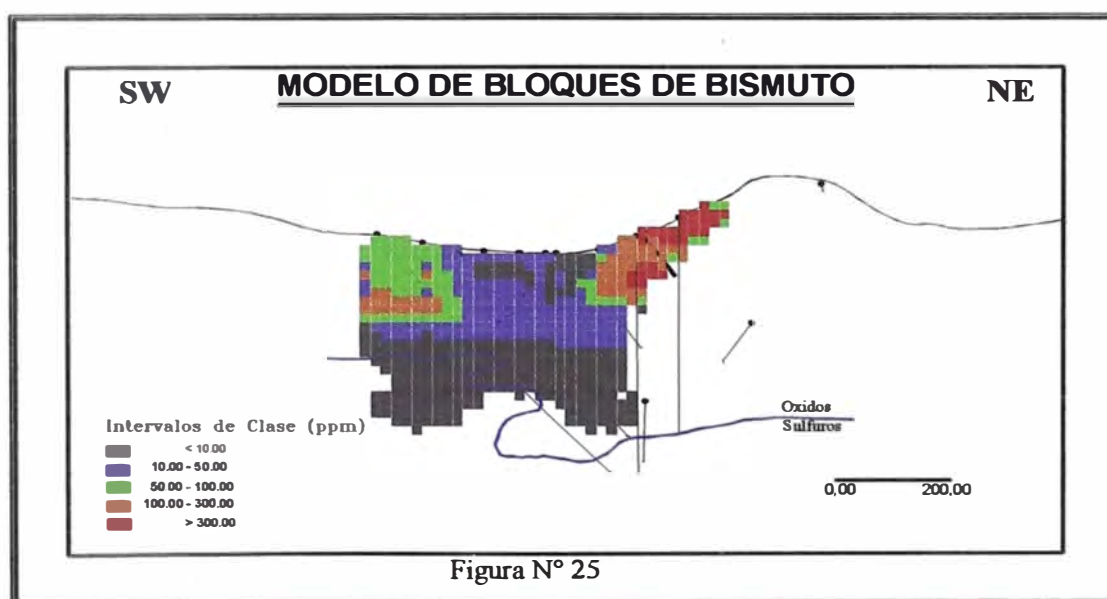 SW MODELO DE BLOQUES DE BISMUTO NE
Oxidos
Sulfuros
Intervalos de Clase (ppm)
< 10.00
10.00 - 50.00
50.00 - 100.00
100.00 - 300.00
> 300.00
0,00 200,00
Figura Nº 25